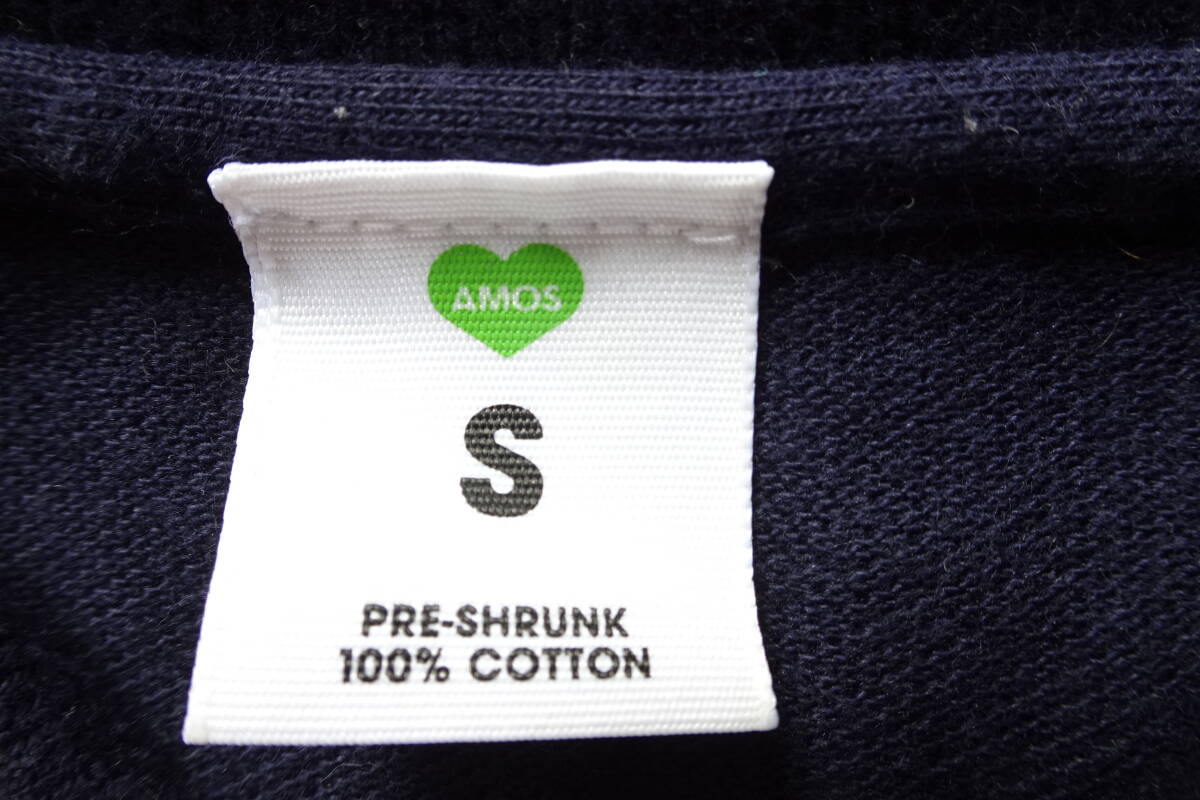 AMOS
S
PRE-SHRUNK
100% COTTON